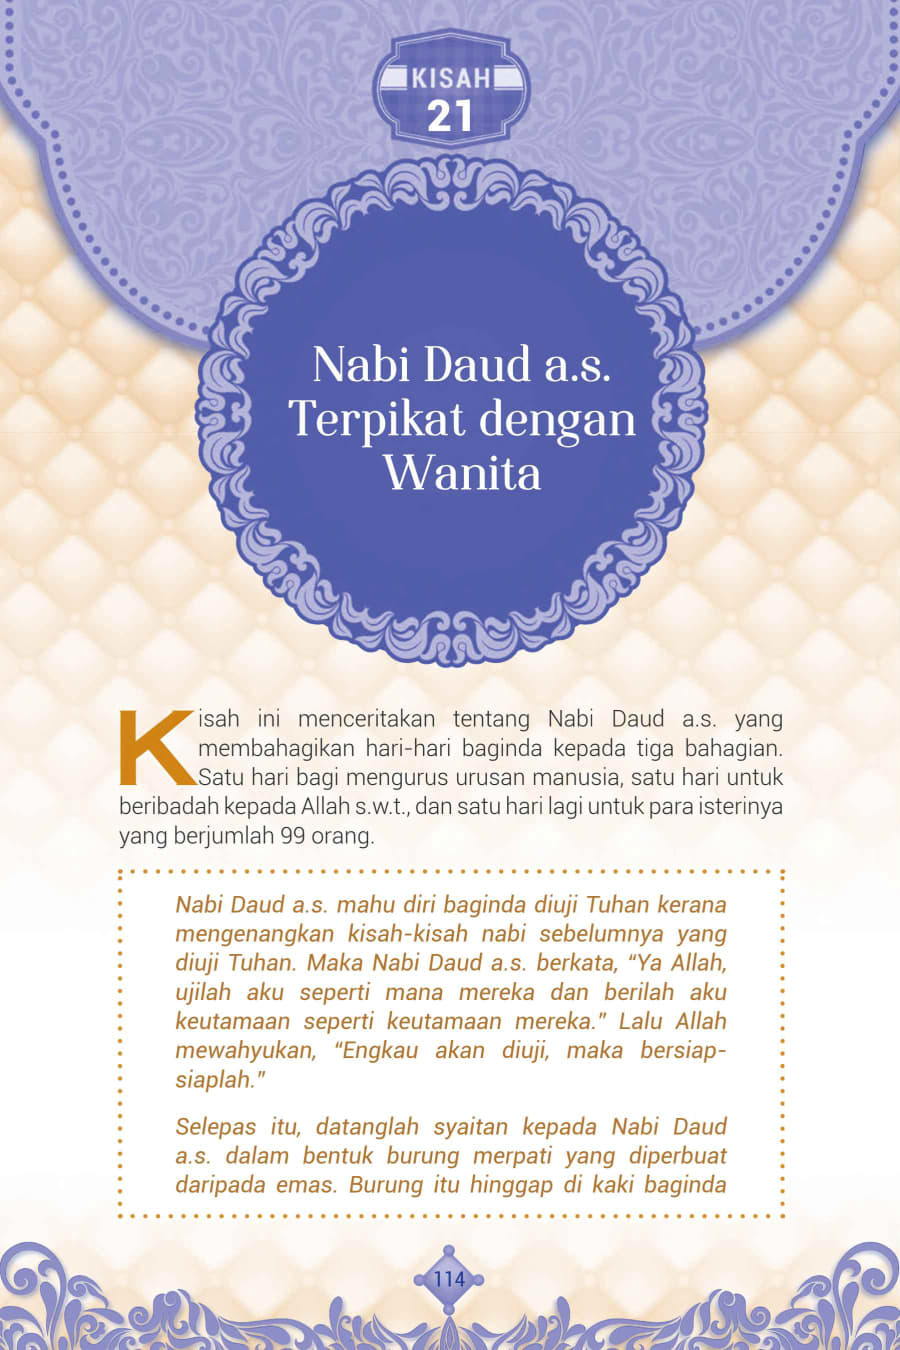 KISAH
21
Nabi Daud a.s.
Terpikat dengan
Wanita
Kisah ini menceritakan tentang Nabi Daud a.s. yang
membahagikan hari-hari baginda kepada tiga bahagian.
Satu hari bagi mengurus urusan manusia, satu hari untuk
beribadah kepada Allah s.w.t., dan satu hari lagi untuk para isterinya
yang berjumlah 99 orang.
Nabi Daud a.s. mahu diri baginda diuji Tuhan kerana
mengenangkan kisah-kisah nabi sebelumnya yang
diuji Tuhan. Maka Nabi Daud a.s. berkata, “Ya Allah,
ujilah aku seperti mana mereka dan berilah aku
keutamaan seperti keutamaan mereka.” Lalu Allah
mewahyukan, “Engkau akan diuji, maka bersiap-
siaplah.”
Selepas itu, datanglah syaitan kepada Nabi Daud
a.s. dalam bentuk burung merpati yang diperbuat
daripada emas. Burung itu hinggap di kaki baginda
114